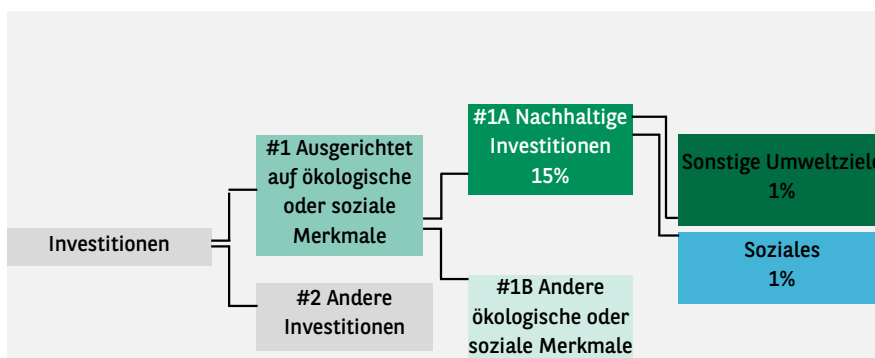 Investitionen
#1 Ausgerichtet
auf ökologische
oder soziale
Merkmale
#2 Andere
Investitionen
#1A Nachhaltige
Investitionen
15%
#1B Andere
ökologische oder
soziale Merkmale
Sonstige Umweltziele
1%
Soziales
1%